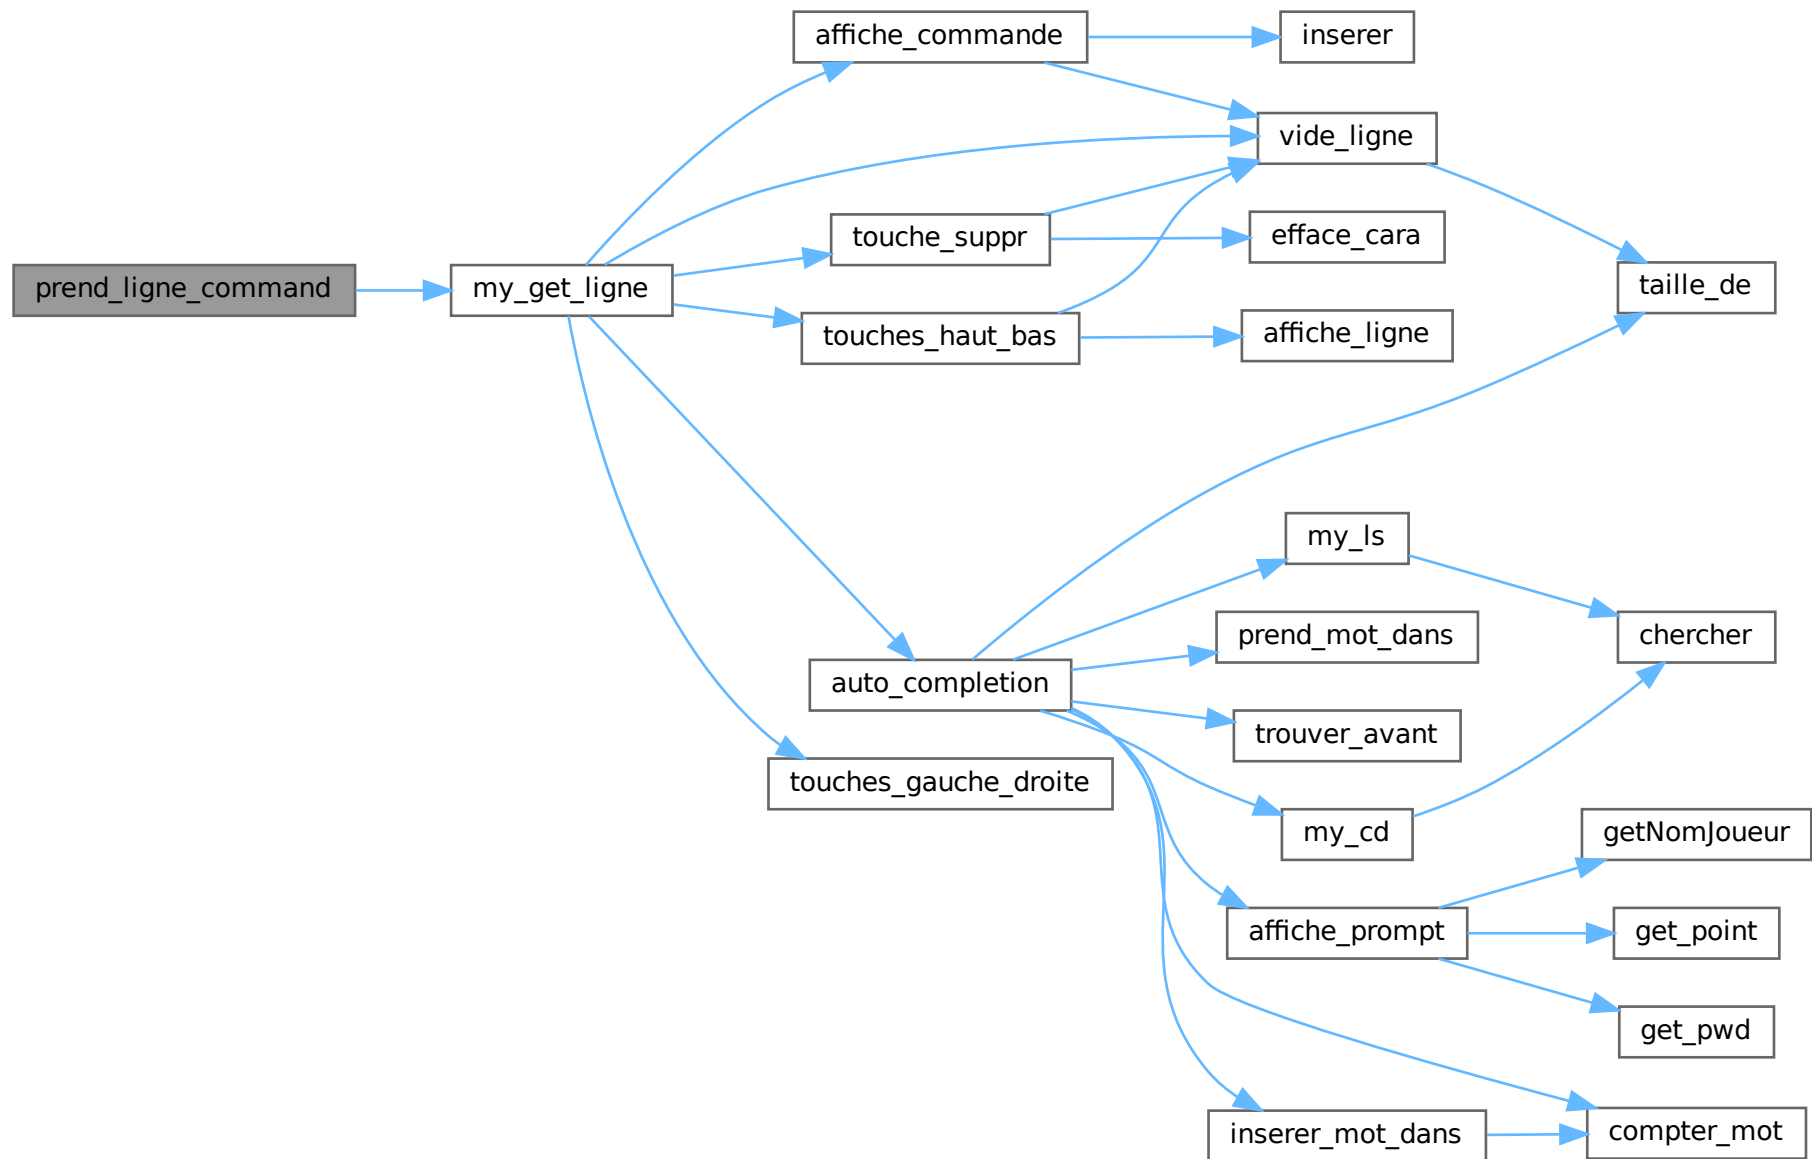 affiche_commande
inserer
vide_ligne
touche_suppr
efface_cara
prend_ligne_command
my_get_ligne
taille_de
touches_haut_bas
affiche_ligne
my_ls
prend_mot_dans
chercher
auto_completion
trouver_avant
touches_gauche_droite
my_cd
getNomJoueur
affiche_prompt
get_point
get_pwd
inserer_mot_dans
compter_mot